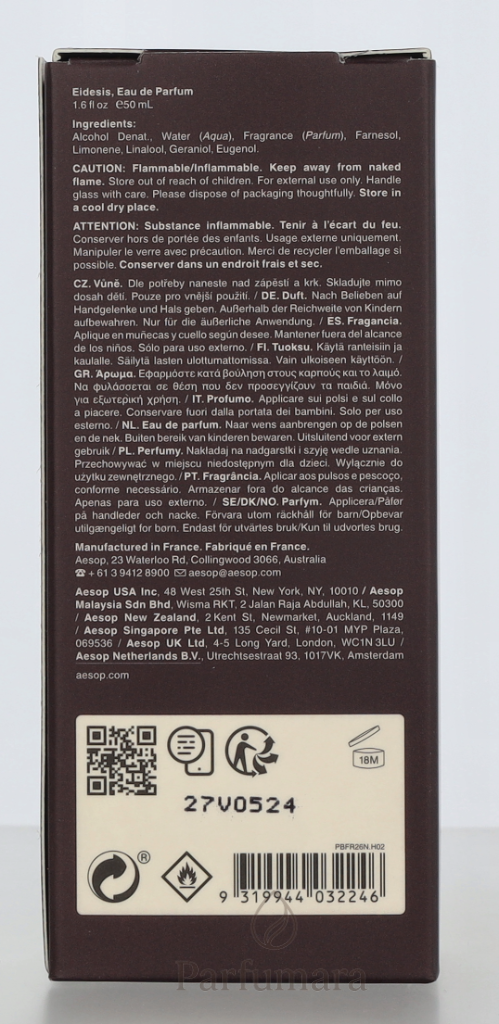 Eidesis, Eau de Parfum
1.6 fl oz ℮50 mL
Ingredients:
Alcohol Denat., Water (Aqua), Fragrance (Parfum), Farnesol,
Limonene, Linalool, Geraniol, Eugenol.
CAUTION: Flammable/Inflammable. Keep away from naked
flame. Store out of reach of children. For external use only. Handle
glass with care. Please dispose of packaging thoughtfully. Store in
a cool dry place.
ATTENTION: Substance inflammable. Tenir à l'écart du feu.
Conserver hors de portée des enfants. Usage externe uniquement.
Manipuler le verre avec précaution. Merci de recycler l'emballage si
possible. Conserver dans un endroit frais et sec.
CZ. Vůně. Dle potřeby naneste nad zápěstí a krk. Skladujte mimo
dosah dětí. Pouze pro vnější použití. / DE. Duft. Nach Belieben auf
Handgelenke und Hals geben. Außerhalb der Reichweite von Kindern
aufbewahren. Nur für die äußerliche Anwendung. / ES. Fragancia.
Aplique en muñecas y cuello según desee. Mantener fuera del alcance
de los niños. Sólo para uso externo. / FI. Tuoksu. Käytä ranteisiin ja
kaulalle. Säilytä lasten ulottumattomissa. Vain ulkoiseen käyttöön. /
GR. Άρωμα. Εφαρμόστε κατά βούληση στους καρπούς και το λαιμό.
Να φυλάσσεται σε θέση που δεν προσεγγίζουν τα παιδιά. Μόνο
για εξωτερική χρήση. / IT. Profumo. Applicare sui polsi e sul collo
a piacere. Conservare fuori dalla portata dei bambini. Solo per uso
esterno. / NL. Eau de parfum. Naar wens aanbrengen op de polsen
en de nek. Buiten bereik van kinderen bewaren. Uitsluitend voor extern
gebruik / PL. Perfumy. Nakładaj na nadgarstki i szyję wedle uznania.
Przechowywać w miejscu niedostępnym dla dzieci. Wyłącznie do
użytku zewnętrznego. / PT. Fragrância. Aplicar aos pulsos e pescoço,
conforme necessário. Armazenar fora do alcance das crianças.
Apenas para uso externo. / SE/DK/NO. Parfym. Applicera/Påfør
på handleder och nacke. Förvara utom räckhåll för barn/Opbevar
utilgængeligt for børn. Endast för utvärtes bruk/Kun til udvortes brug.
Manufactured in France. Fabriqué en France.
Aesop, 23 Waterloo Rd, Collingwood 3066, Australia
☎ + 61 3 9412 8900 ✉ aesop@aesop.com
Aesop USA Inc, 48 West 25th St, New York, NY, 10010 / Aesop
Malaysia Sdn Bhd, Wisma RKT, 2 Jalan Raja Abdullah, KL, 50300
/ Aesop New Zealand, 2 Kent St, Newmarket, Auckland, 1149
/ Aesop Singapore Pte Ltd, 135 Cecil St, #10-01 MYP Plaza,
069536 / Aesop UK Ltd, 4-5 Long Yard, London, WC1N 3LU /
Aesop Netherlands B.V., Utrechtsestraat 93, 1017VK, Amsterdam
aesop.com
18M
27V0524
PBFR26N.H02
®
9 319944 032246
Parfumara